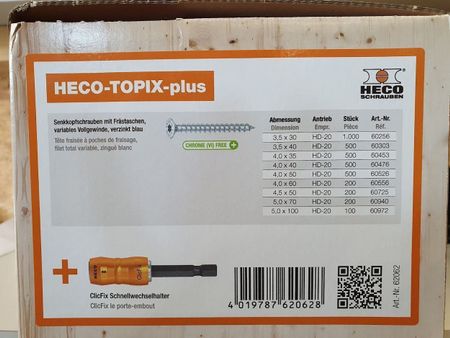 HECO-TOPIX-plus
HECO
SCHRAUBEN
Senkkopfschrauben mit Frästaschen,
variables Vollgewinde, verzinkt blau
Tête fraisée à poches de fraisage,
filet total variable, zingué blanc
CHROME (VI) FREE +
Abmessung Antrieb Stück Art.-Nr.
Dimension Empr. Pièce Réf.
3,5 x 30 HD-20 1.000 60256
3,5 x 40 HD-20 500 60303
4,0 x 35 HD-20 500 60453
4,0 x 40 HD-20 500 60476
4,0 x 50 HD-20 500 60526
4,0 x 60 HD-20 200 60556
4,5 x 50 HD-20 200 60725
5,0 x 70 HD-20 200 60940
5,0 x 100 HD-20 100 60972
+
HECO
ClicFix Schnellwechselhalter
ClicFix le porte-embout
4 019787 620628
Art.-Nr. 62062